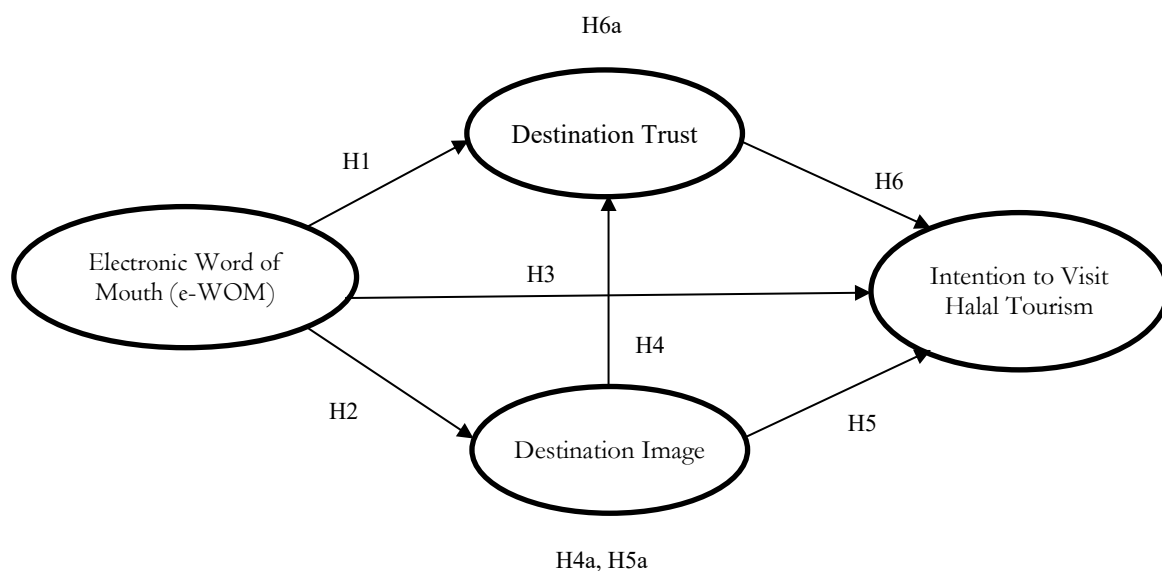 H6a
Destination Trust
H1
H6
Electronic Word of
Mouth (e-WOM)
H3
Intention to Visit
Halal Tourism
H4
H2
H5
Destination Image
H4a, H5a